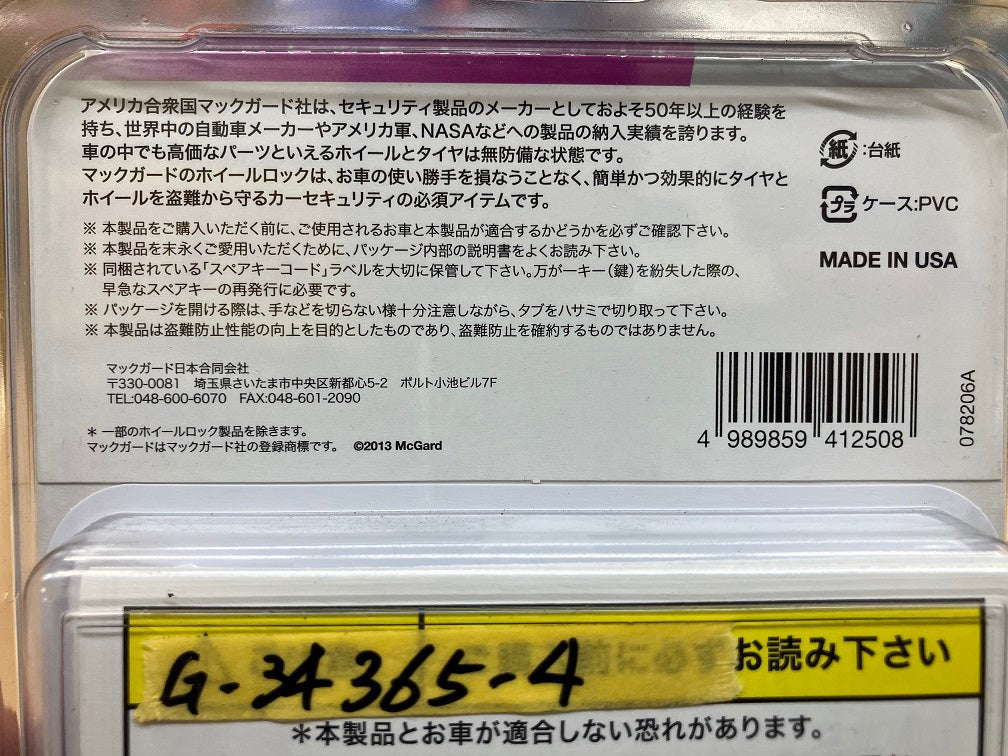 アメリカ合衆国マックガード社は、セキュリティ製品のメーカーとしておよそ50年以上の経験を
持ち、世界中の自動車メーカーやアメリカ軍、NASAなどへの製品の納入実績を誇ります。
車の中でも高価なパーツといえるホイールとタイヤは無防備な状態です。
マックガードのホイールロックは、お車の使い勝手を損なうことなく、簡単かつ効果的にタイヤと
ホイールを盗難から守るカーセキュリティの必須アイテムです。
紙:台紙
プラ ケース:PVC
MADE IN USA
※ 本製品をご購入いただく前に、ご使用されるお車と本製品が適合するかどうかを必ずご確認下さい。
※ 本製品を末永くご愛用いただくために、パッケージ内部の説明書をよくお読み下さい。
※ 同梱されている「スペアキーコード」ラベルを大切に保管して下さい。万が一キー(鍵)を紛失した際の、
早急なスペアキーの再発行に必要です。
※ パッケージを開ける際は、手などを切らない様十分注意しながら、タブをハサミで切り取って下さい。
※ 本製品は盗難防止性能の向上を目的としたものであり、盗難防止を確約するものではありません。
マックガード日本合同会社
〒330-0081 埼玉県さいたま市中央区新都心5-2 ポルト小池ビル7F
TEL:048-600-6070 FAX:048-601-2090
* 一部のホイールロック製品を除きます。
マックガードはマックガード社の登録商標です。 ©2013 McGard
4 989859 412508
078206A
G-34365-4
前に必ずお読み下さい
*本製品とお車が適合しない恐れがあります。